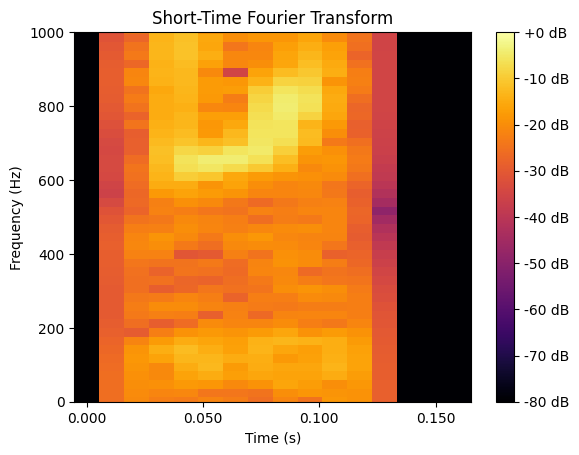 Short-Time Fourier Transform
Frequency (Hz)
1000
800
600
400
200
0
0.000
0.050
0.100
0.150
Time (s)
+0 dB
-10 dB
-20 dB
-30 dB
-40 dB
-50 dB
-60 dB
-70 dB
-80 dB